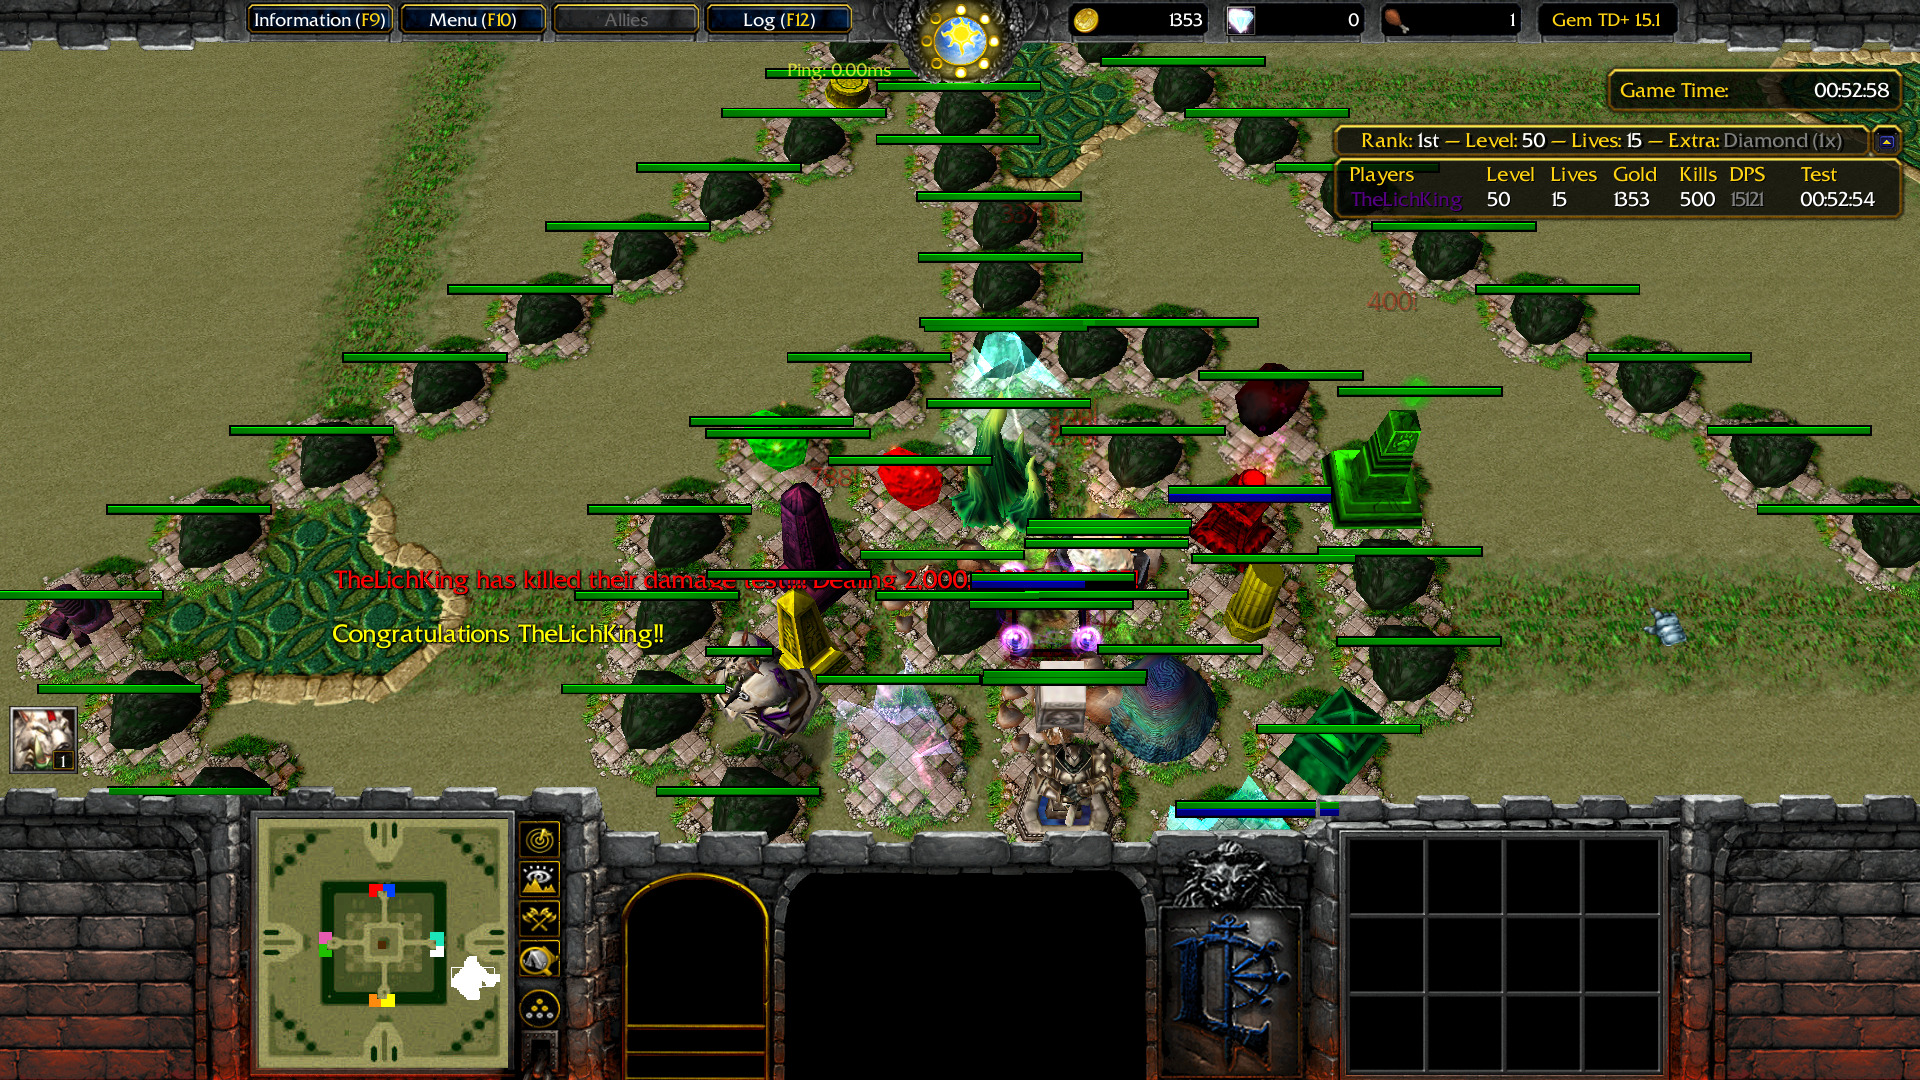 Information (F9) Menu (F10) Allies Log (F12) 1353 0 1 Gem TD+ 15.1
Ping: 0.00ms
Game Time: 00:52:58
Rank: 1st – Level: 50 – Lives: 15 – Extra: Diamond (1x)
Players Level Lives Gold Kills DPS Test
TheLichKing 50 15 1353 500 15121 00:52:54
400!
TheLichKing has killed their damage test!!! Dealing 2.000
Congratulations TheLichKing!!
1